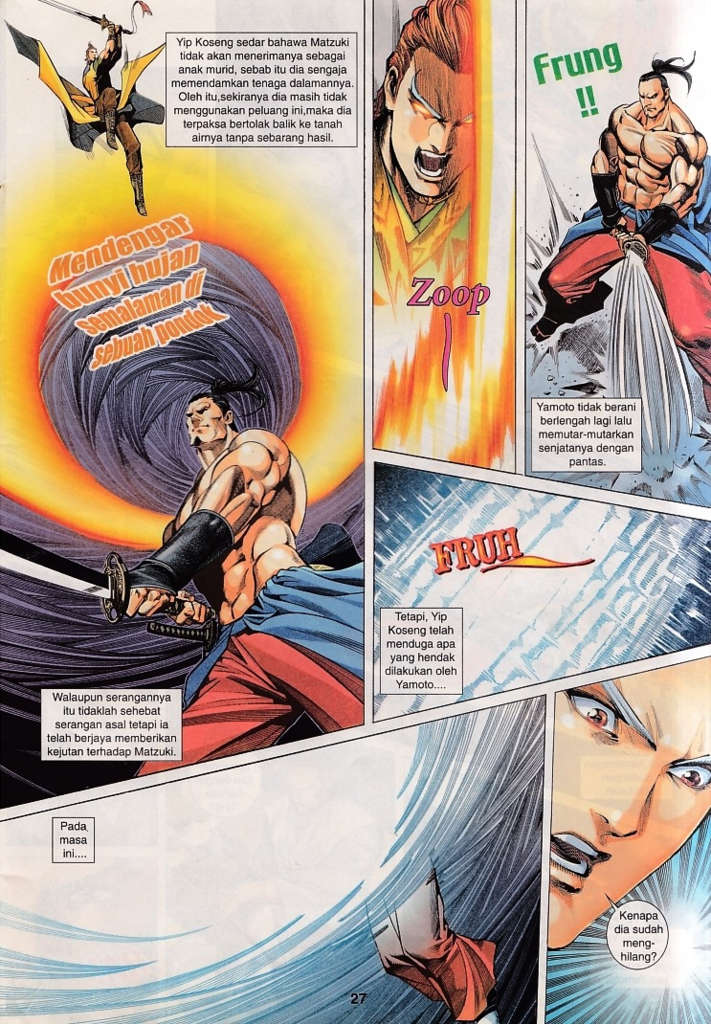 Yip Koseng sedar bahawa Matzuki
tidak akan menerimanya sebagai
anak murid, sebab itu dia sengaja
memendamkan tenaga dalamannya.
Oleh itu,sekiranya dia masih tidak
menggunakan peluang ini,maka dia
terpaksa bertolak balik ke tanah
airnya tanpa sebarang hasil.
Mendengar
bunyi hujan
Semalaman di
sebuah pondok
Walaupun serangannya
itu tidaklah sehebat
serangan asal tetapi ia
telah berjaya memberikan
kejutan terhadap Matzuki.
Zoop
Frung
!!
Yamoto tidak berani
berlengah lagi lalu
memutar-mutarkan
senjatanya dengan
pantas.
FRUH
Tetapi, Yip
Koseng telah
menduga apa
yang hendak
dilakukan oleh
Yamoto....
Pada
masa
ini....
Kenapa
dia sudah
meng-
hilang?
27